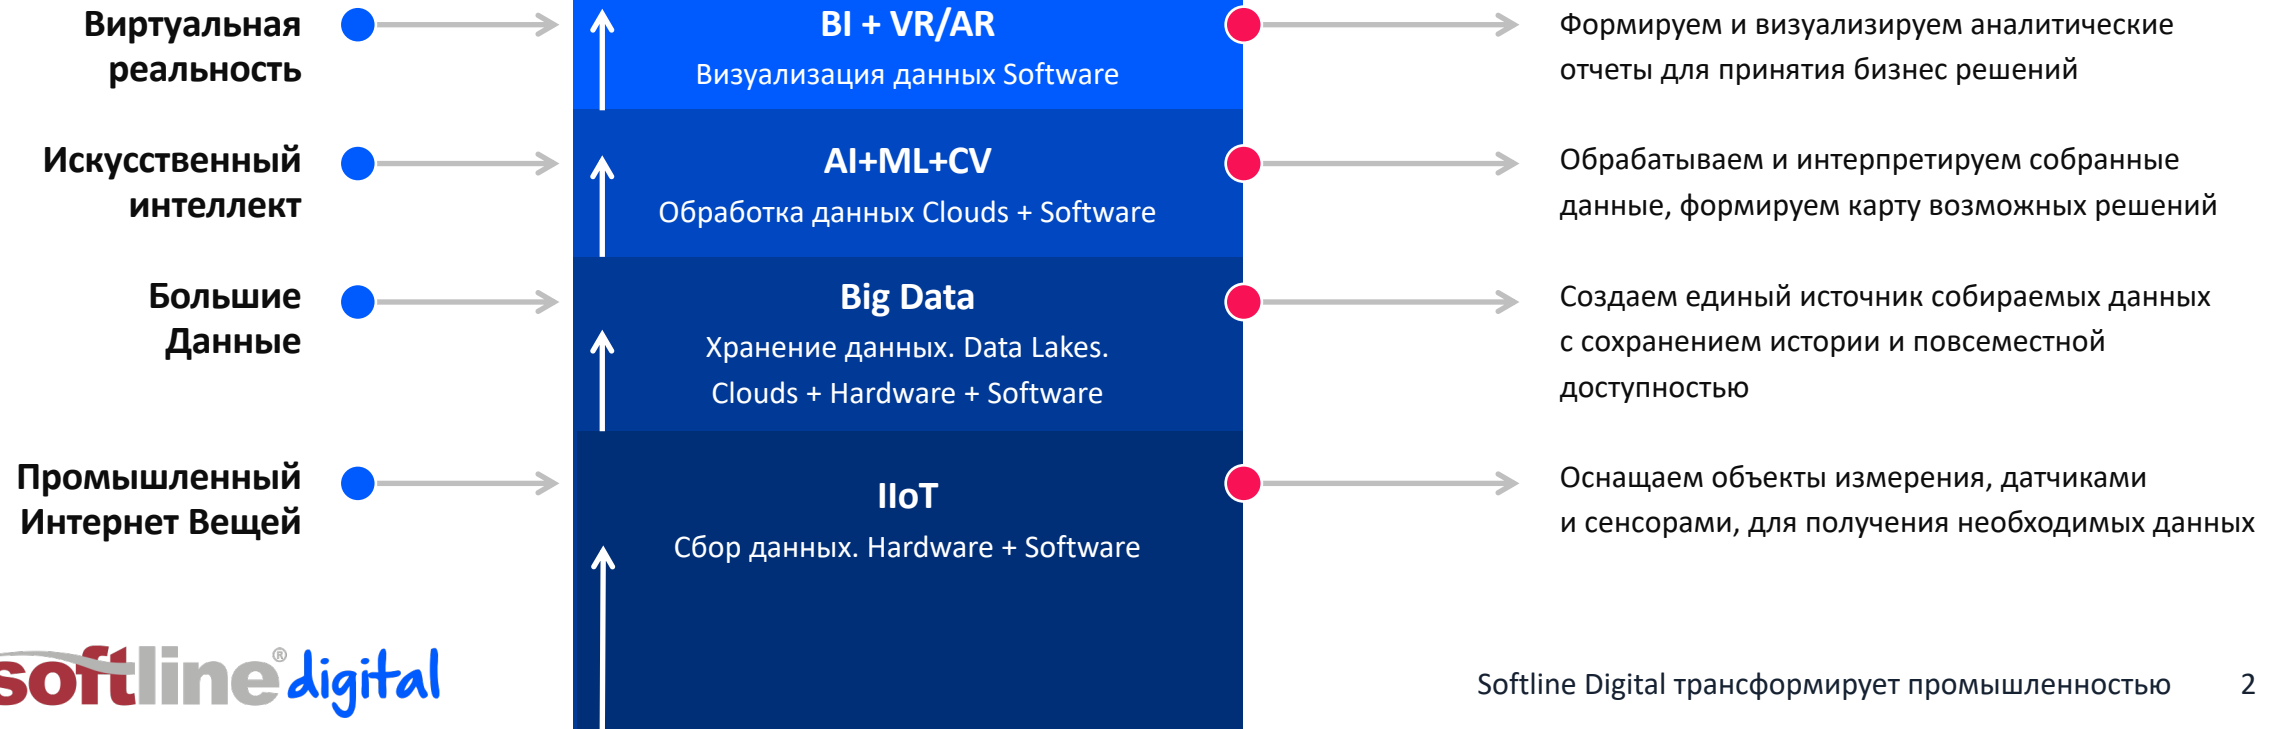 Виртуальная
реальность
BI + VR/AR
Визуализация данных Software
Формируем и визуализируем аналитические
отчеты для принятия бизнес решений
Искусственный
интеллект
AI+ML+CV
Обработка данных Clouds + Software
Обрабатываем и интерпретируем собранные
данные, формируем карту возможных решений
Большие
Данные
Big Data
Хранение данных. Data Lakes.
Clouds + Hardware + Software
Создаем единый источник собираемых данных
с сохранением истории и повсеместной
доступностью
Промышленный
Интернет Вещей
IIoT
Сбор данных. Hardware + Software
Оснащаем объекты измерения, датчиками
и сенсорами, для получения необходимых данных
softline® digital
Softline Digital трансформирует промышленностью 2